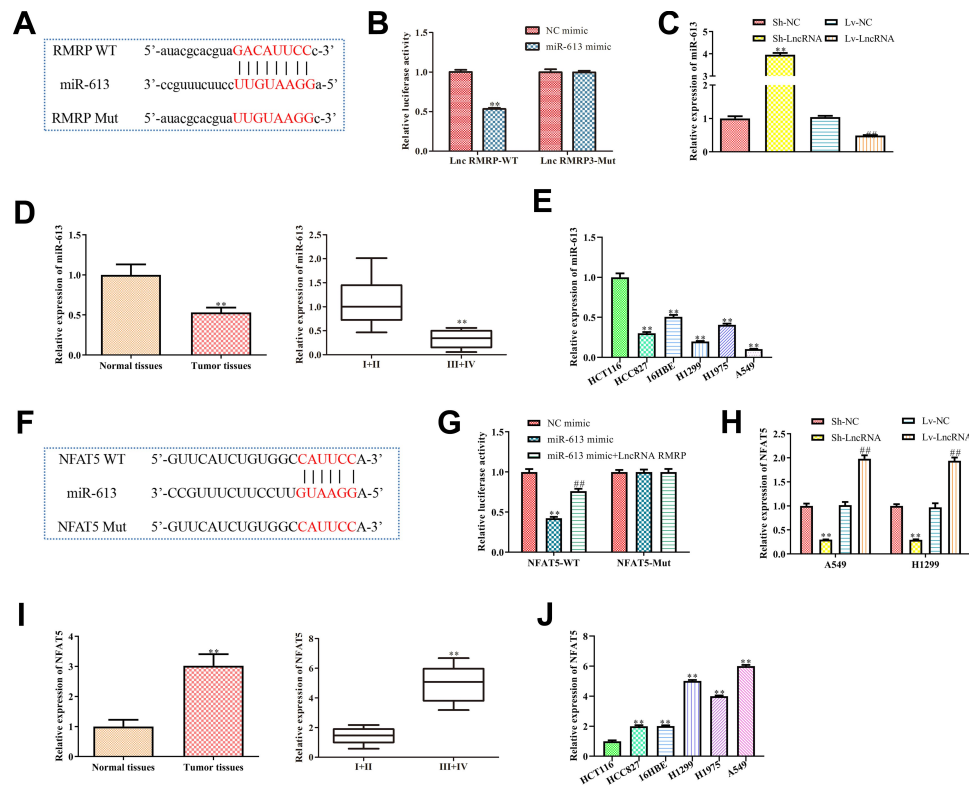 A
RMRP WT 5’-auacgcacguaGACAUUCCc-3’
miR-613 3’-ccguuucuuccUUGUAAGGa-5’
RMRP Mut 5’-auacgcacguaUUGUAAGGc-3’
B
NC mimic
miR-613 mimic
Relative luciferase activity
1.5
1.0
0.5
0.0
**
Lnc RMRP-WT Lnc RMRP3-Mut
C
Sh-NC Lv-NC
Sh-LncRNA Lv-LncRNA
Relative expression of miR-613
5
4
3
2
1
0
**
##
D
Relative expression of miR-613
1.5
1.0
0.5
0.0
**
Normal tissues Tumor tissues
Relative expression of miR-613
2.5
2.0
1.5
1.0
0.5
0.0
**
I+II III+IV
E
Relative expression of miR-613
1.5
1.0
0.5
0.0
** ** ** ** **
HCT116 HCC827 16HBE H1299 H1975 A549
F
NFAT5 WT 5’-GUUCAUCUGUGGCCAUUCCA-3’
miR-613 3’-CCGUUUCUUCCUUGUAAGGA-5’
NFAT5 Mut 5’-GUUCAUCUGUGGCCAUUCCA-3’
G
NC mimic
miR-613 mimic
miR-613 mimic+LncRNA RMRP
Relative luciferase activity
1.5
1.0
0.5
0.0
** ##
NFAT5-WT NFAT5-Mut
H
Sh-NC Lv-NC
Sh-LncRNA Lv-LncRNA
Relative expression of NFAT5
2.5
2.0
1.5
1.0
0.5
0.0
** ## ** ##
A549 H1299
I
Relative expression of NFAT5
4
3
2
1
0
**
Normal tissues Tumor tissues
Relative expression of NFAT5
8
6
4
2
0
**
I+II III+IV
J
Relative expression of NFAT5
8
6
4
2
0
** ** ** ** **
HCT116 HCC827 16HBE H1299 H1975 A549